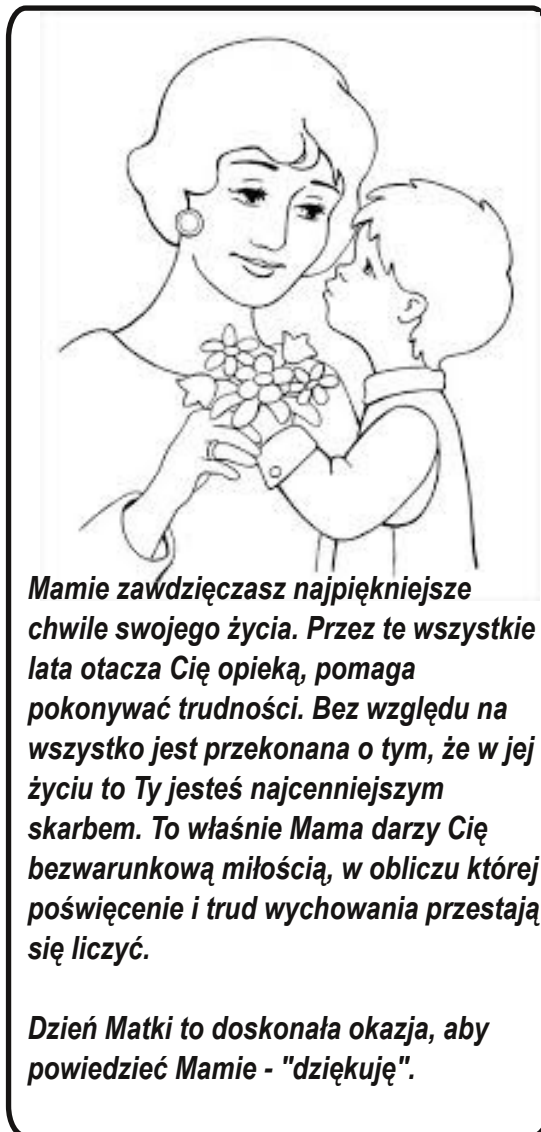 Mamie zawdzięczasz najpiękniejsze
chwile swojego życia. Przez te wszystkie
lata otacza Cię opieką, pomaga
pokonywać trudności. Bez względu na
wszystko jest przekonana o tym, że w jej
życiu to Ty jesteś najcenniejszym
skarbem. To właśnie Mama darzy Cię
bezwarunkową miłością, w obliczu której
poświęcenie i trud wychowania przestają
się liczyć.

Dzień Matki to doskonała okazja, aby
powiedzieć Mamie - "dziękuję".